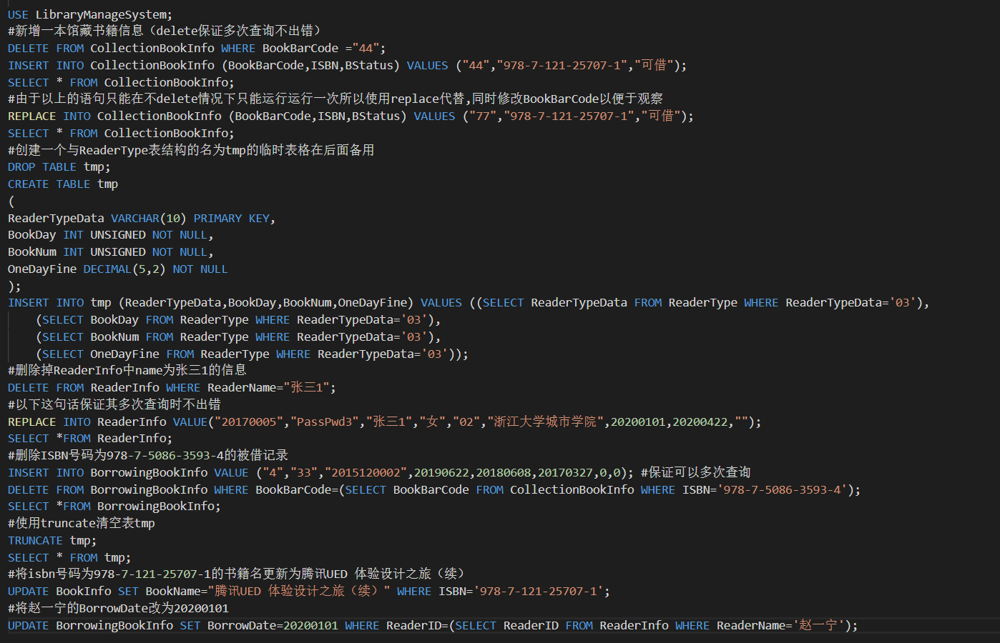 USE LibraryManageSystem;
#新增一本馆藏书籍信息（delete保证多次查询不出错）
DELETE FROM CollectionBookInfo WHERE BookBarCode ="44";
INSERT INTO CollectionBookInfo (BookBarCode,ISBN,BStatus) VALUES ("44","978-7-121-25707-1","可借");
SELECT * FROM CollectionBookInfo;
#由于以上的语句只能在不delete情况下只能运行运行一次所以使用replace代替,同时修改BookBarCode以便于观察
REPLACE INTO CollectionBookInfo (BookBarCode,ISBN,BStatus) VALUES ("77","978-7-121-25707-1","可借");
SELECT * FROM CollectionBookInfo;
#创建一个与ReaderType表结构的名为tmp的临时表格在后面备用
DROP TABLE tmp;
CREATE TABLE tmp
(
ReaderTypeData VARCHAR(10) PRIMARY KEY,
BookDay INT UNSIGNED NOT NULL,
BookNum INT UNSIGNED NOT NULL,
OneDayFine DECIMAL(5,2) NOT NULL
);
INSERT INTO tmp (ReaderTypeData,BookDay,BookNum,OneDayFine) VALUES ((SELECT ReaderTypeData FROM ReaderType WHERE ReaderTypeData='03'),
(SELECT BookDay FROM ReaderType WHERE ReaderTypeData='03'),
(SELECT BookNum FROM ReaderType WHERE ReaderTypeData='03'),
(SELECT OneDayFine FROM ReaderType WHERE ReaderTypeData='03'));
#删除掉ReaderInfo中name为张三1的信息
DELETE FROM ReaderInfo WHERE ReaderName="张三1";
#以下这句话保证其多次查询时不出错
REPLACE INTO ReaderInfo VALUE("20170005","PassPwd3","张三1","女","02","浙江大学城市学院",20200101,20200422,"");
SELECT *FROM ReaderInfo;
#删除ISBN号码为978-7-5086-3593-4的被借记录
INSERT INTO BorrowingBookInfo VALUE ("4","33","2015120002",20190622,20180608,20170327,0,0); #保证可以多次查询
DELETE FROM BorrowingBookInfo WHERE BookBarCode=(SELECT BookBarCode FROM CollectionBookInfo WHERE ISBN='978-7-5086-3593-4');
SELECT *FROM BorrowingBookInfo;
#使用truncate清空表tmp
TRUNCATE tmp;
SELECT * FROM tmp;
#将isbn号码为978-7-121-25707-1的书籍名更新为腾讯UED 体验设计之旅（续）
UPDATE BookInfo SET BookName="腾讯UED 体验设计之旅（续）" WHERE ISBN='978-7-121-25707-1';
#将赵一宁的BorrowDate改为20200101
UPDATE BorrowingBookInfo SET BorrowDate=20200101 WHERE ReaderID=(SELECT ReaderID FROM ReaderInfo WHERE ReaderName='赵一宁');